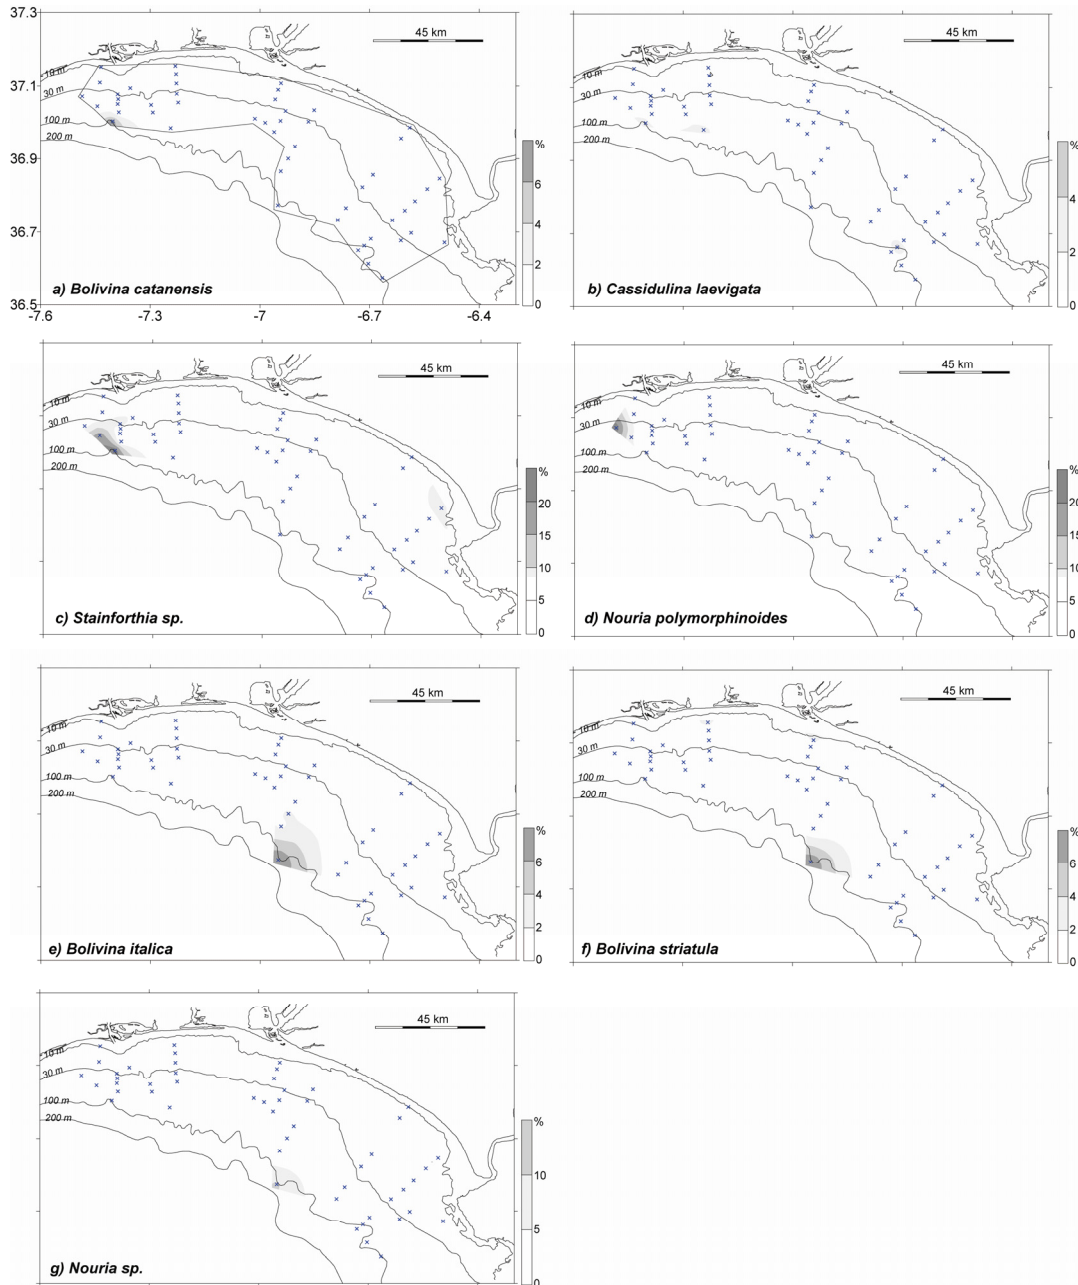 37.3
37.1
36.9
36.7
36.5
-7.6
-7.3
-7
-6.7
-6.4
45 km
10 m
30 m
100 m
200 m
%
6
4
2
0
a) Bolivina catanensis
45 km
10 m
30 m
100 m
200 m
%
4
2
0
b) Cassidulina laevigata
45 km
10 m
30 m
100 m
200 m
%
20
15
10
5
0
c) Stainforthia sp.
45 km
10 m
30 m
100 m
200 m
%
20
15
10
5
0
d) Nouria polymorphinoides
45 km
10 m
30 m
100 m
200 m
%
6
4
2
0
e) Bolivina italica
45 km
10 m
30 m
100 m
200 m
%
6
4
2
0
f) Bolivina striatula
45 km
10 m
30 m
100 m
200 m
%
10
5
0
g) Nouria sp.